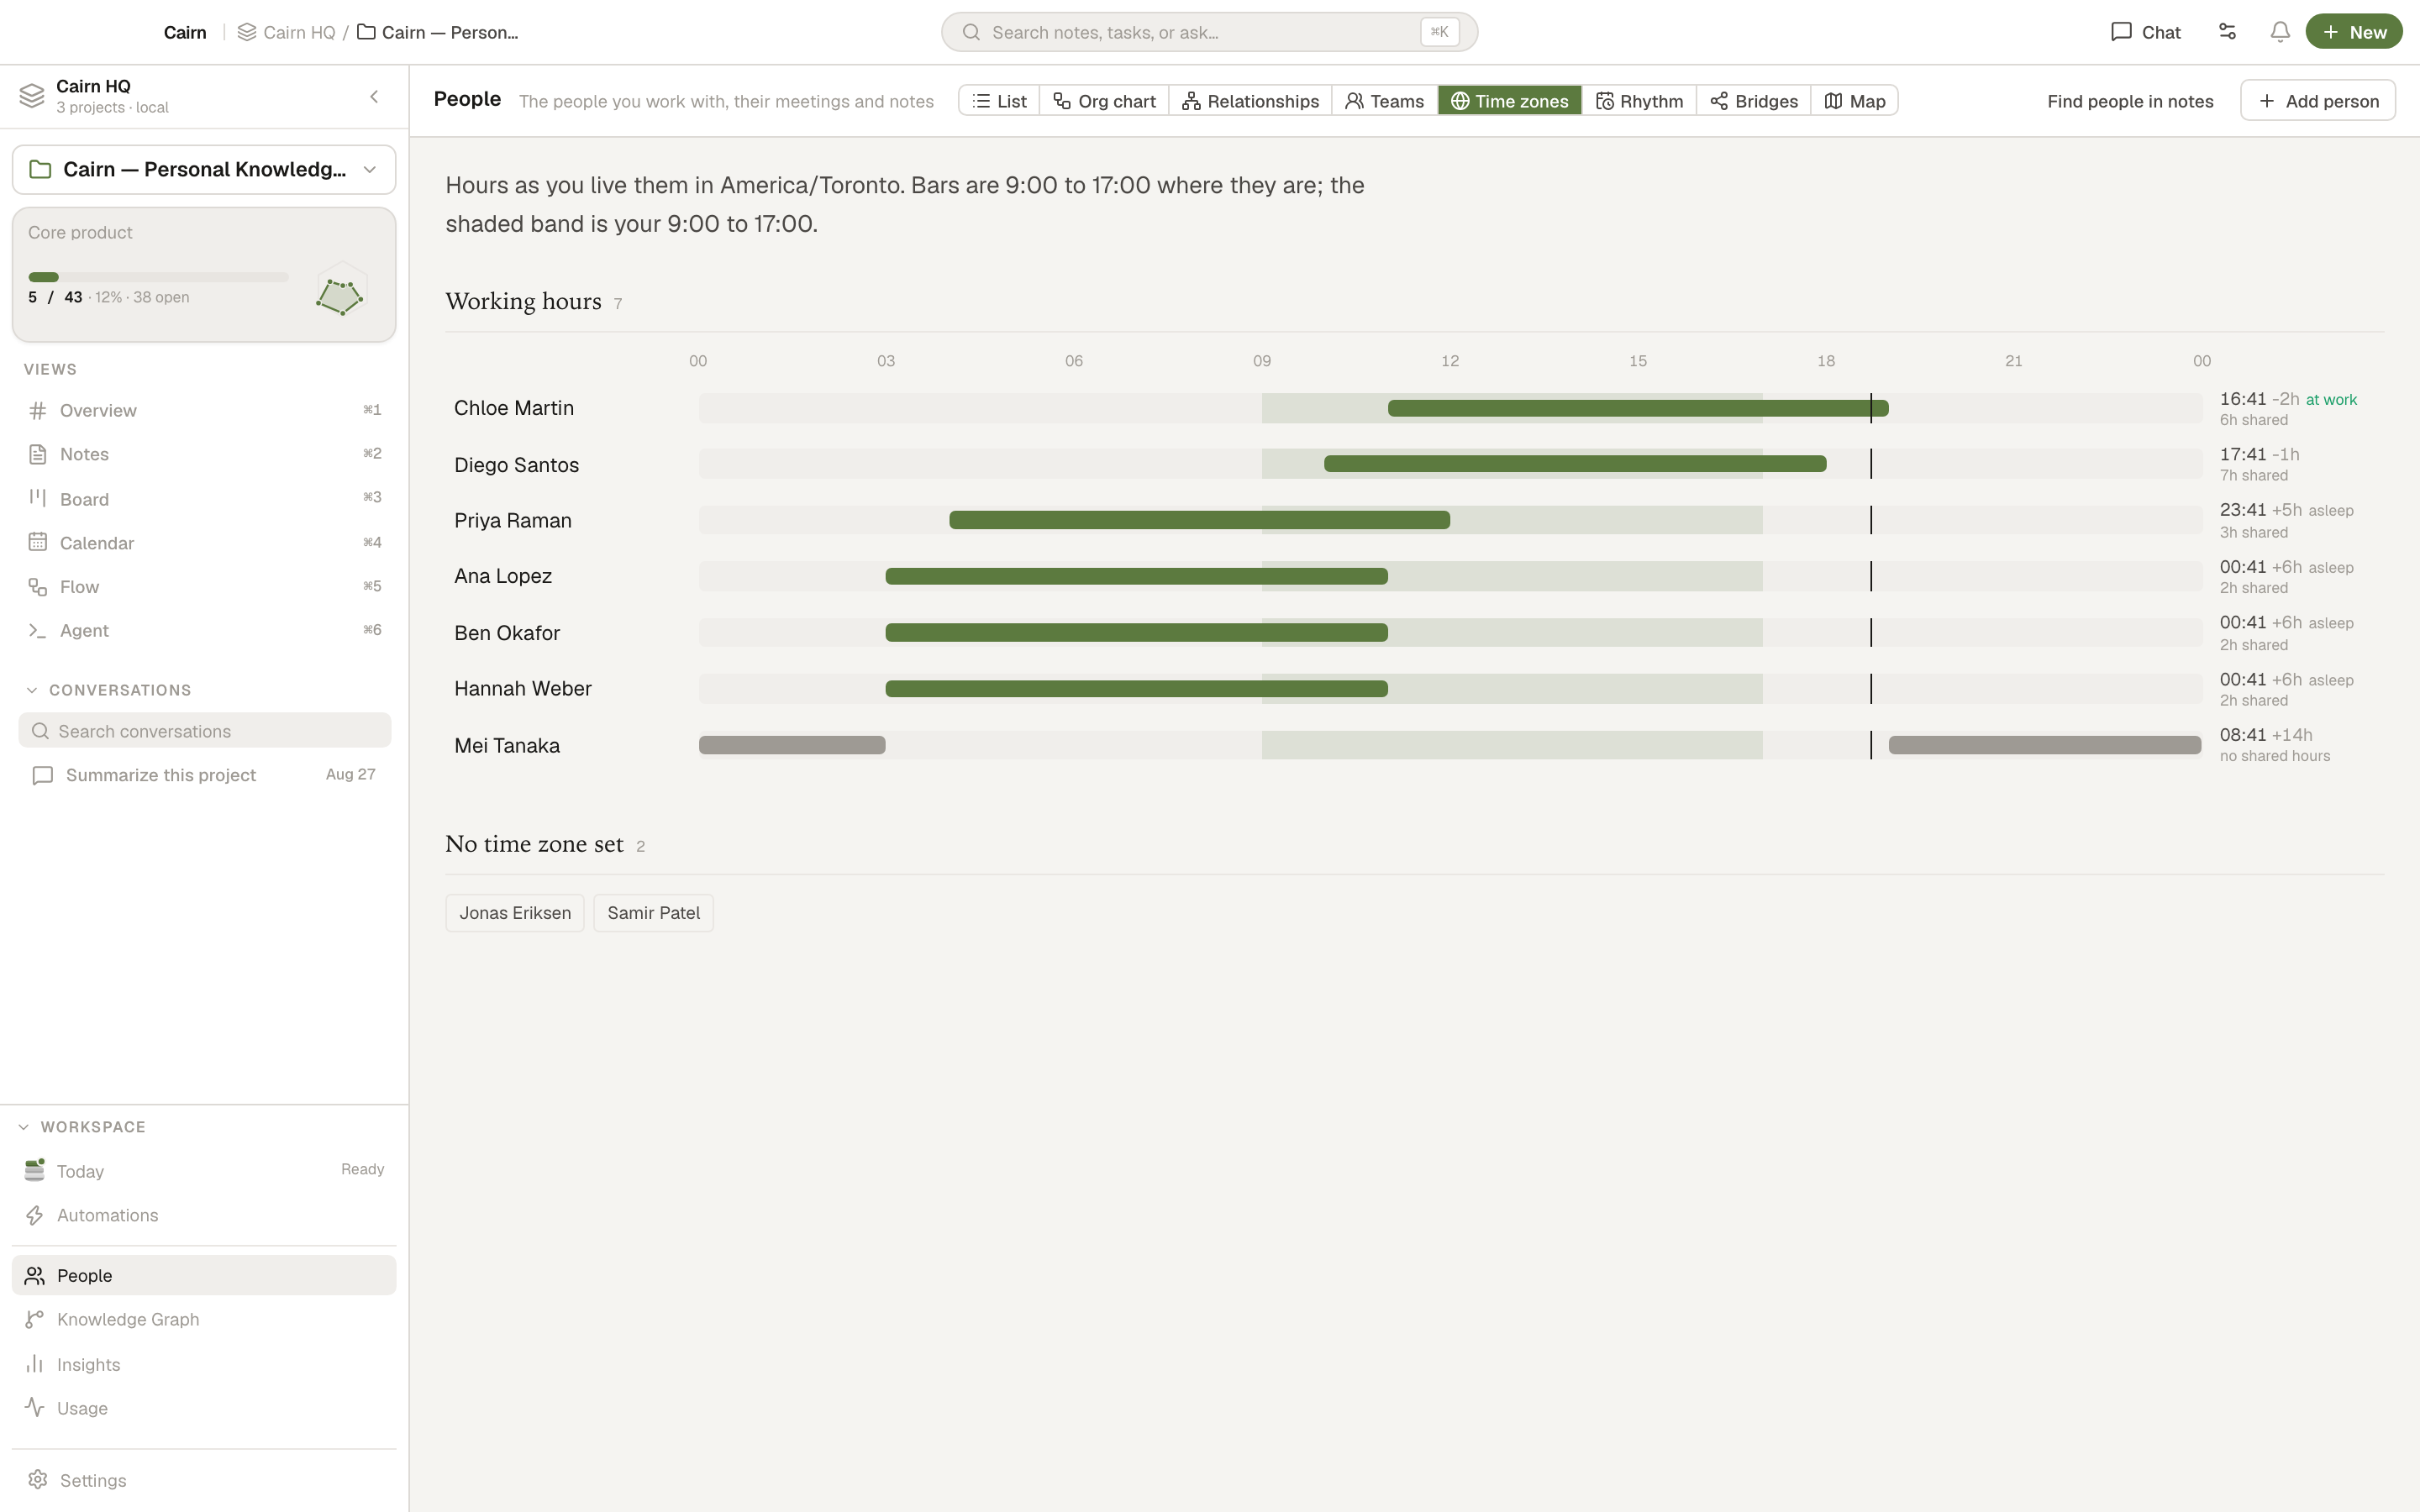 Cairn
Cairn HQ / Cairn — Person...
Search notes, tasks, or ask... ⌘K
Chat
New
Cairn HQ
3 projects · local
Cairn — Personal Knowledg...
Core product
5 / 43 · 12% · 38 open
VIEWS
Overview ⌘1
Notes ⌘2
Board ⌘3
Calendar ⌘4
Flow ⌘5
Agent ⌘6
CONVERSATIONS
Search conversations
Summarize this project Aug 27
WORKSPACE
Today Ready
Automations
People
Knowledge Graph
Insights
Usage
Settings
People The people you work with, their meetings and notes
List Org chart Relationships Teams Time zones Rhythm Bridges Map
Find people in notes
Add person
Hours as you live them in America/Toronto. Bars are 9:00 to 17:00 where they are; the
shaded band is your 9:00 to 17:00.
Working hours 7
00 03 06 09 12 15 18 21 00
Chloe Martin 16:41 -2h at work
6h shared
Diego Santos 17:41 -1h
7h shared
Priya Raman 23:41 +5h asleep
3h shared
Ana Lopez 00:41 +6h asleep
2h shared
Ben Okafor 00:41 +6h asleep
2h shared
Hannah Weber 00:41 +6h asleep
2h shared
Mei Tanaka 08:41 +14h
no shared hours
No time zone set 2
Jonas Eriksen Samir Patel